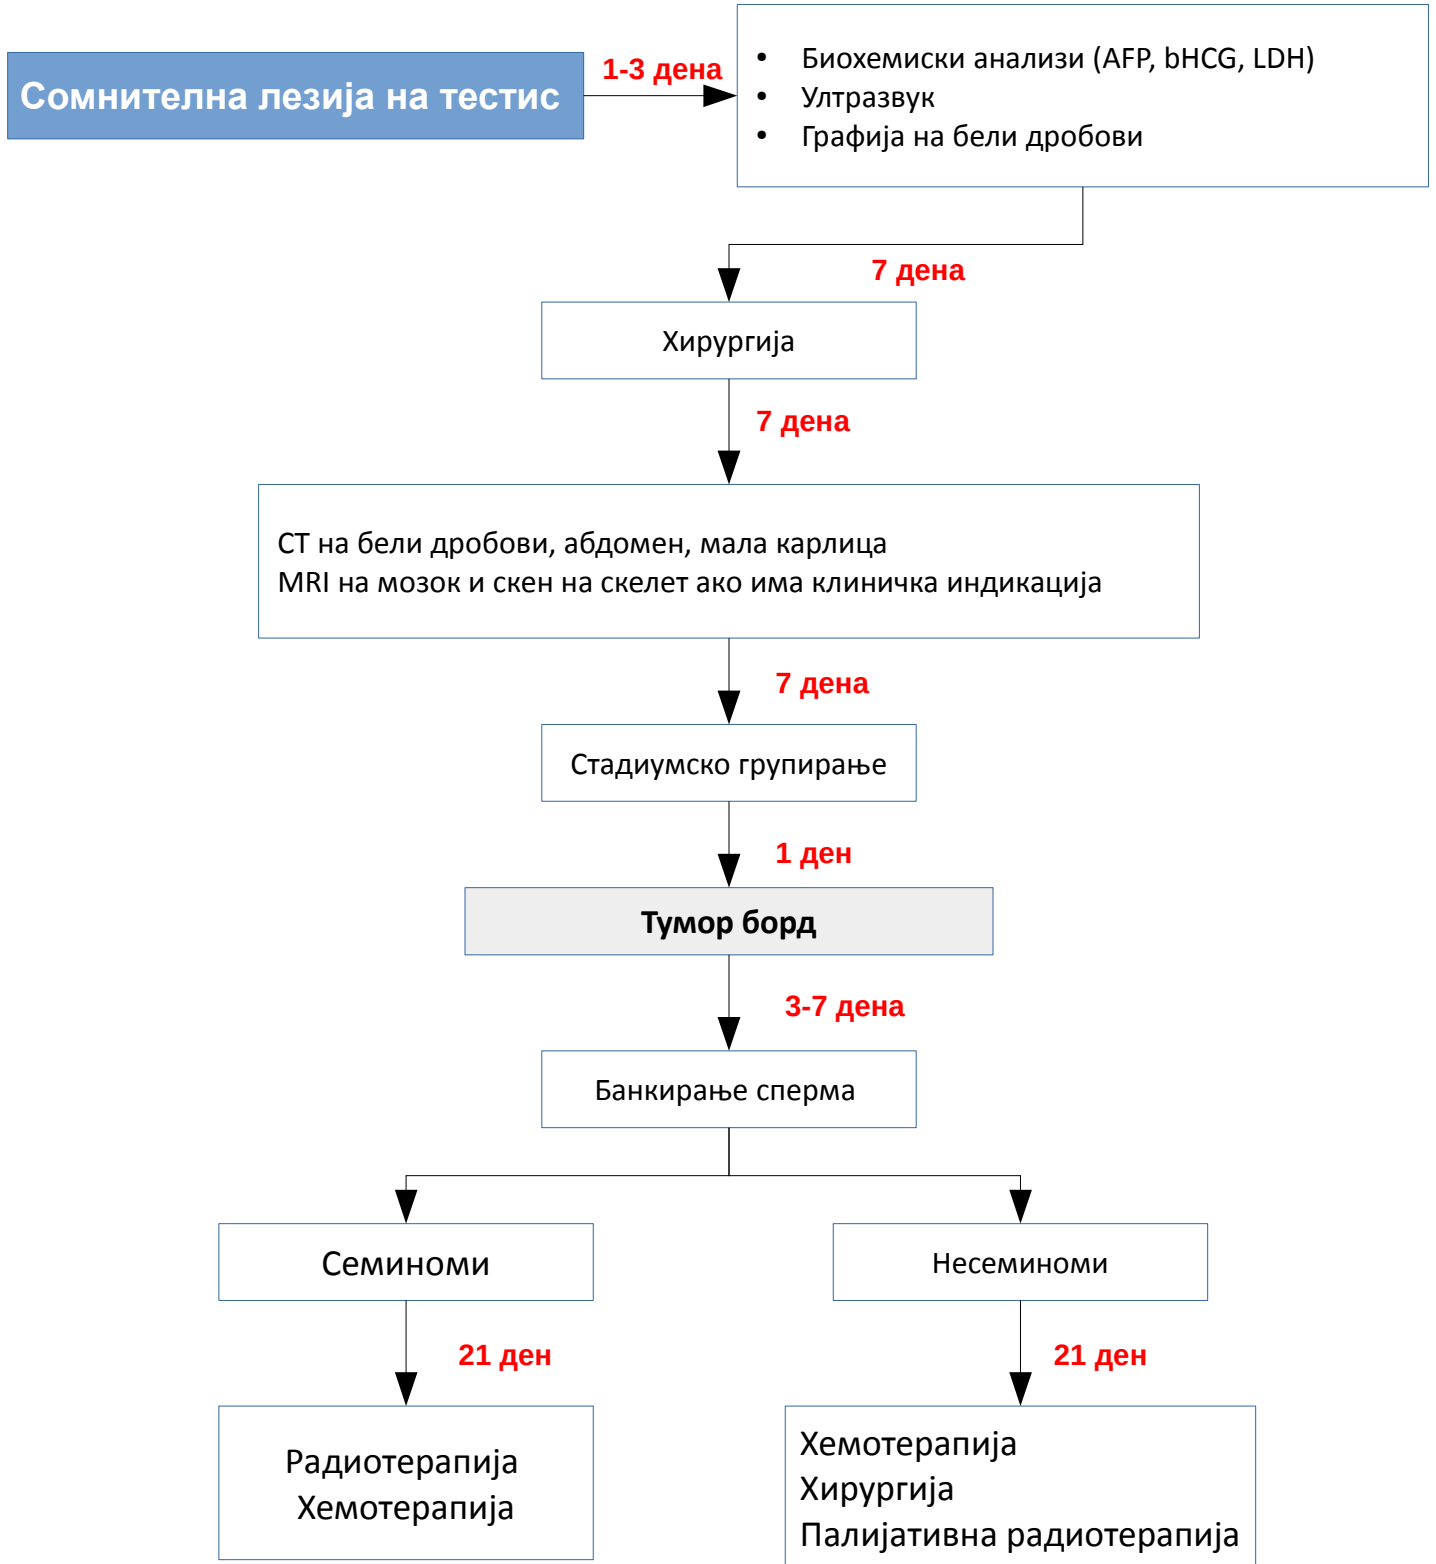 Сомнителна лезија на тестис
1-3 дена
• Биохемиски анализи (AFP, bHCG, LDH)
• Ултразвук
• Графија на бели дробови
7 дена
Хирургија
7 дена
СТ на бели дробови, абдомен, мала карлица
MRI на мозок и скен на скелет ако има клиничка индикација
7 дена
Стадиумско групирање
1 ден
Тумор борд
3-7 дена
Банкирање сперма
Семиноми
Несеминоми
21 ден
21 ден
Радиотерапија
Хемотерапија
Хемотерапија
Хирургија
Палијативна радиотерапија